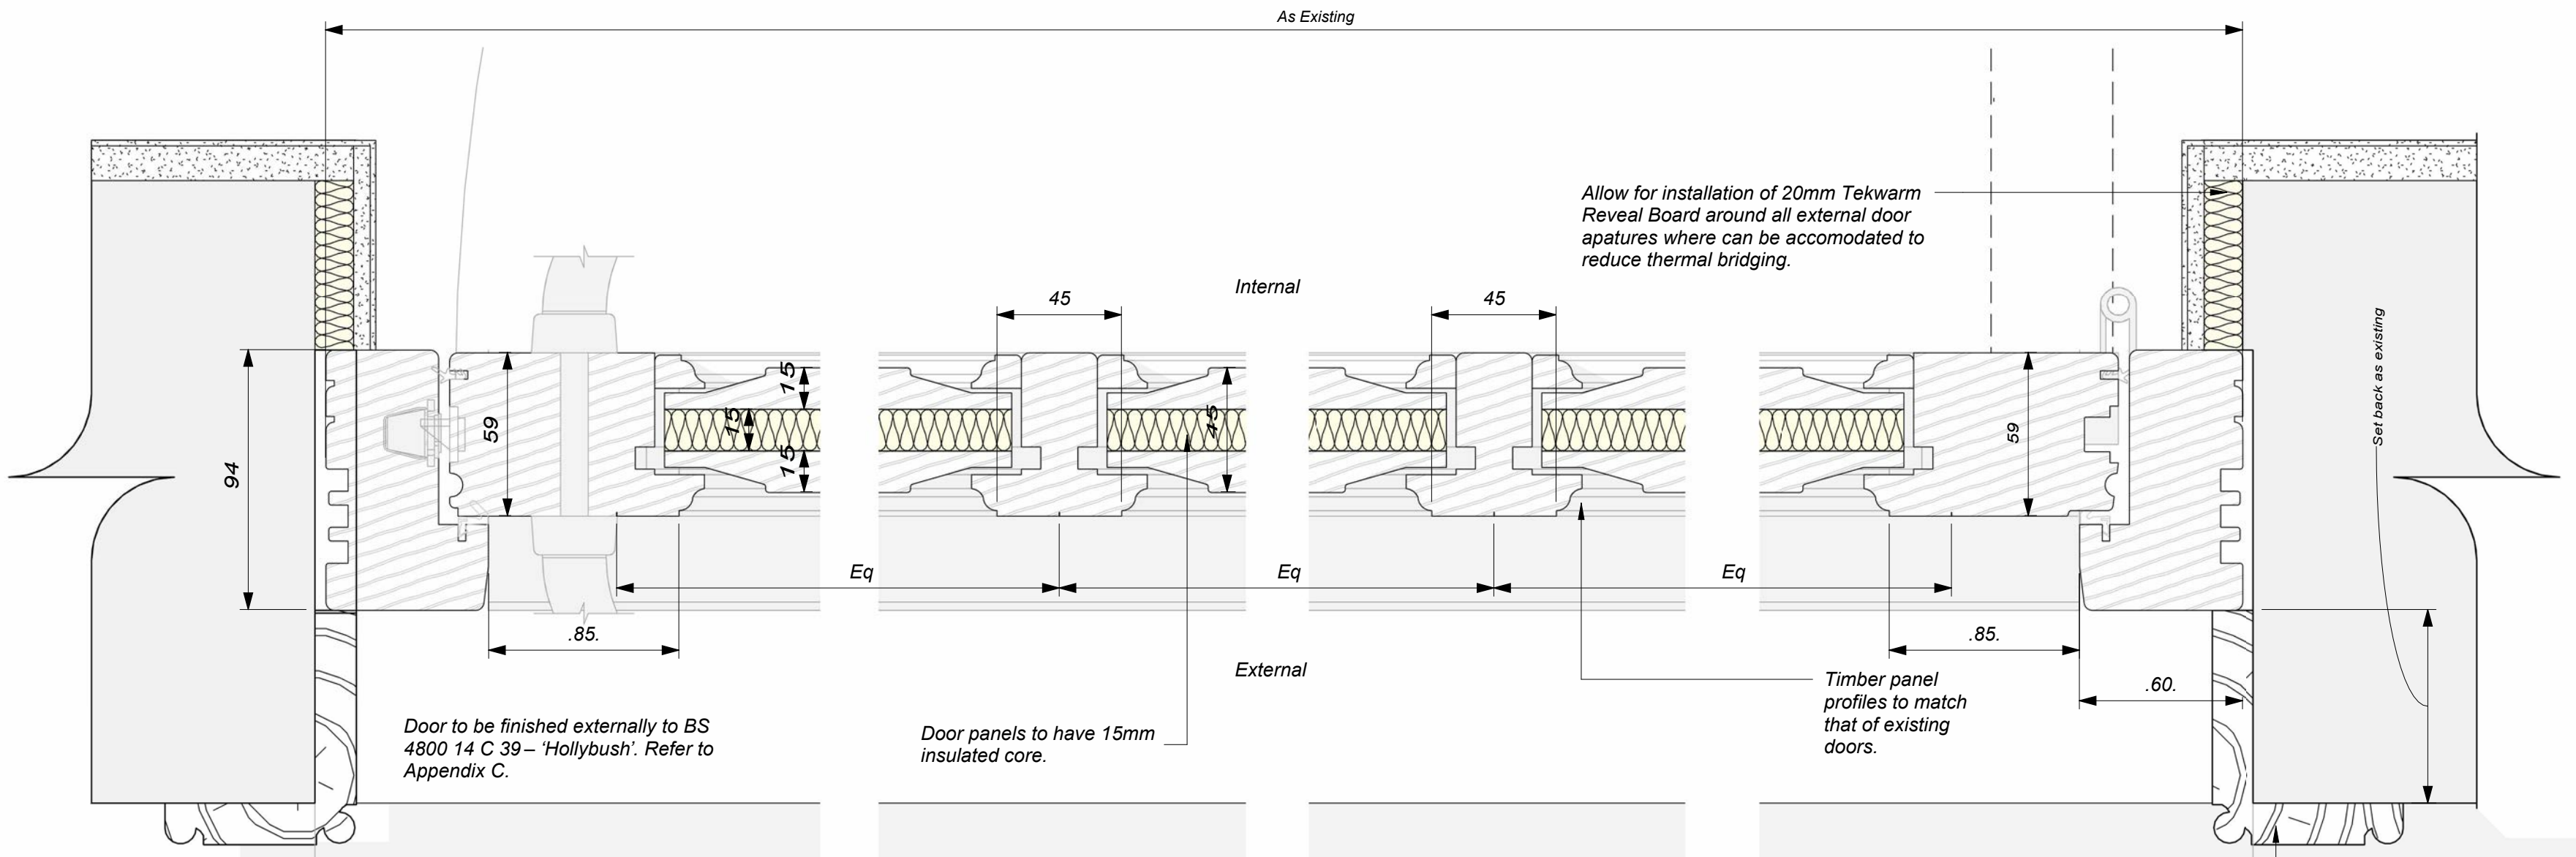 As Existing
Allow for installation of 20mm Tekwarm
Reveal Board around all external door
apatures where can be accomodated to
reduce thermal bridging.
Internal
45
45
Set back as existing
94
59
15
15
15
45
59
Eq
Eq
Eq
.85.
.85.
.60.
External
Timber panel
profiles to match
that of existing
doors.
Door to be finished externally to BS
4800 14 C 39 – ‘Hollybush’. Refer to
Appendix C.
Door panels to have 15mm
insulated core.